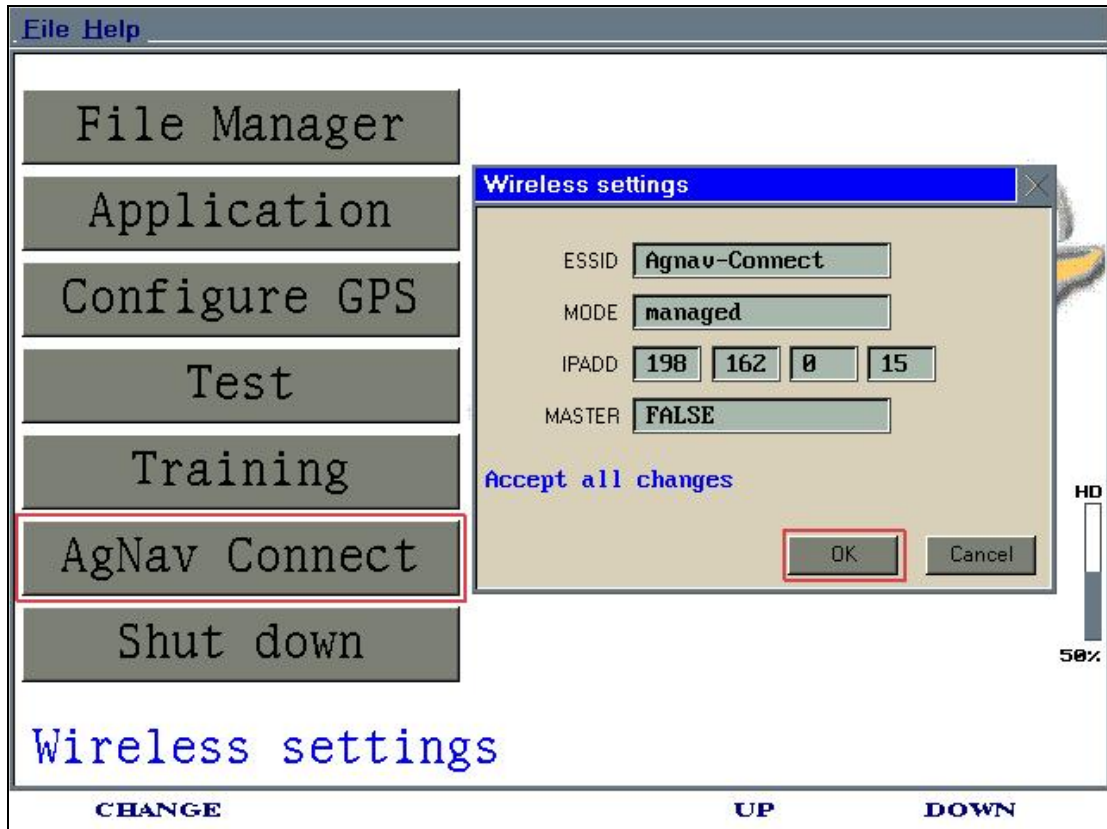 File Help
File Manager
Application
Configure GPS
Test
Training
AgNav Connect
Shut down
Wireless settings
ESSID Agnav-Connect
MODE managed
IPADD 198 162 0 15
MASTER FALSE
Accept all changes
OK Cancel
HD
50%
Wireless settings
CHANGE UP DOWN